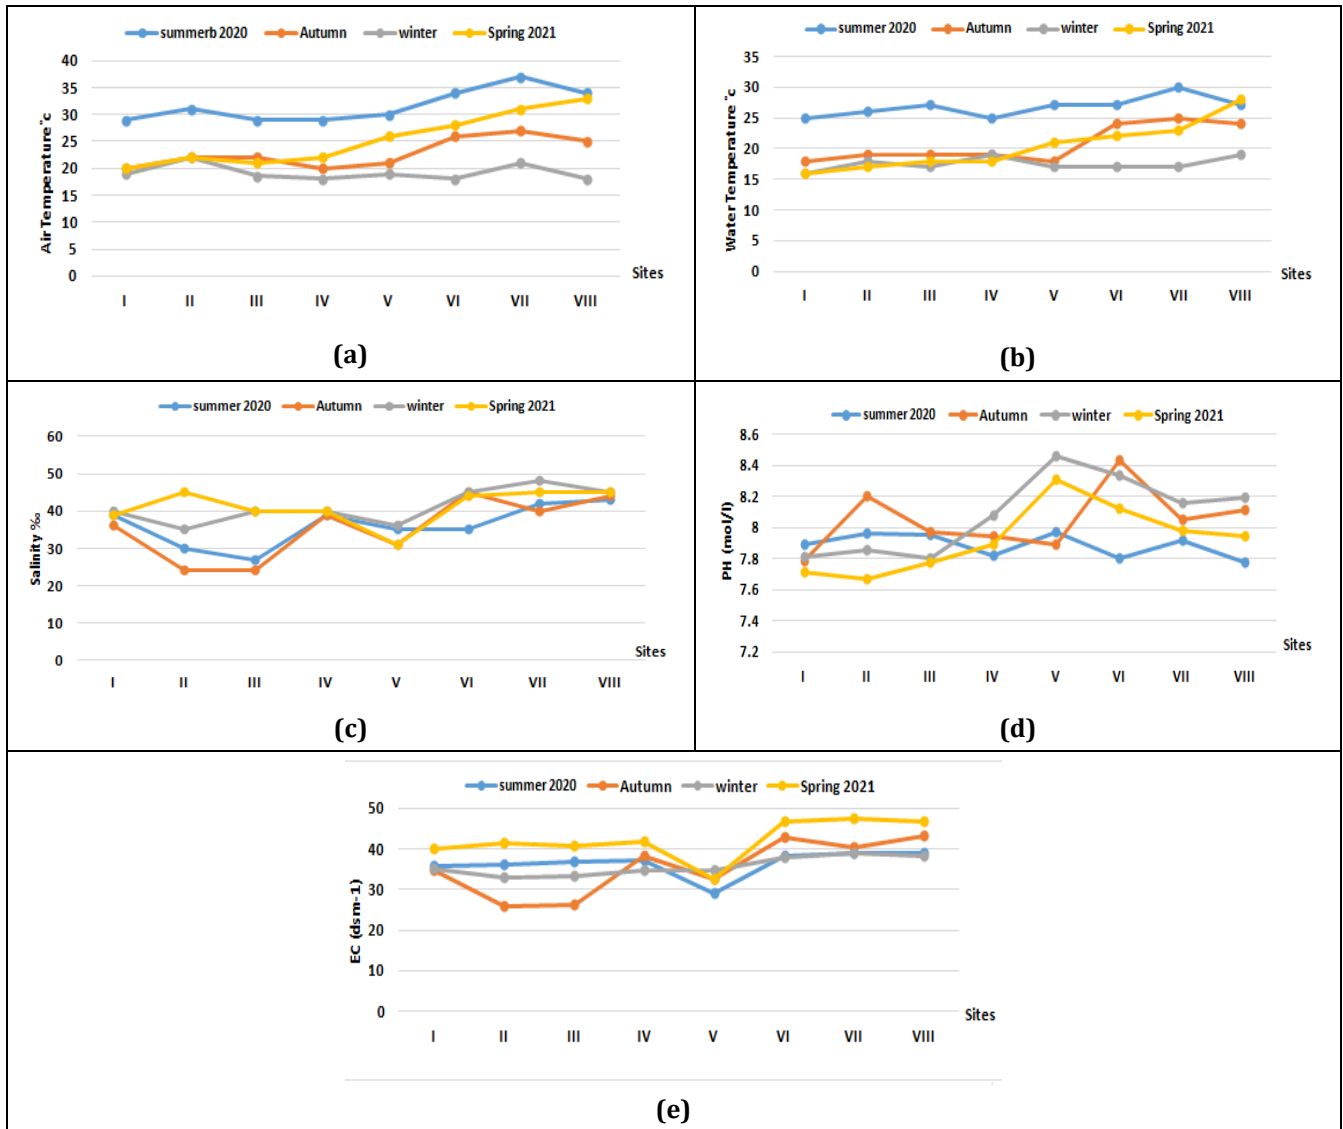 summerb 2020 Autumn winter Spring 2021
40
35
30
25
20
15
10
5
0
Air Temperature °c
Sites
I II III IV V VI VII VIII
(a)
summer 2020 Autumn winter Spring 2021
35
30
25
20
15
10
5
0
Water Temperature °c
Sites
I II III IV V VI VII VIII
(b)
summer 2020 Autumn winter Spring 2021
60
50
40
30
20
10
0
Salinity ‰
Sites
I II III IV V VI VII VIII
(c)
summer 2020 Autumn winter Spring 2021
8.6
8.4
8.2
8
7.8
7.6
7.4
7.2
PH (mol/l)
Sites
I II III IV V VI VII VIII
(d)
summer 2020 Autumn winter Spring 2021
50
40
30
20
10
0
EC (dsm-1)
Sites
I II III IV V VI VII VIII
(e)